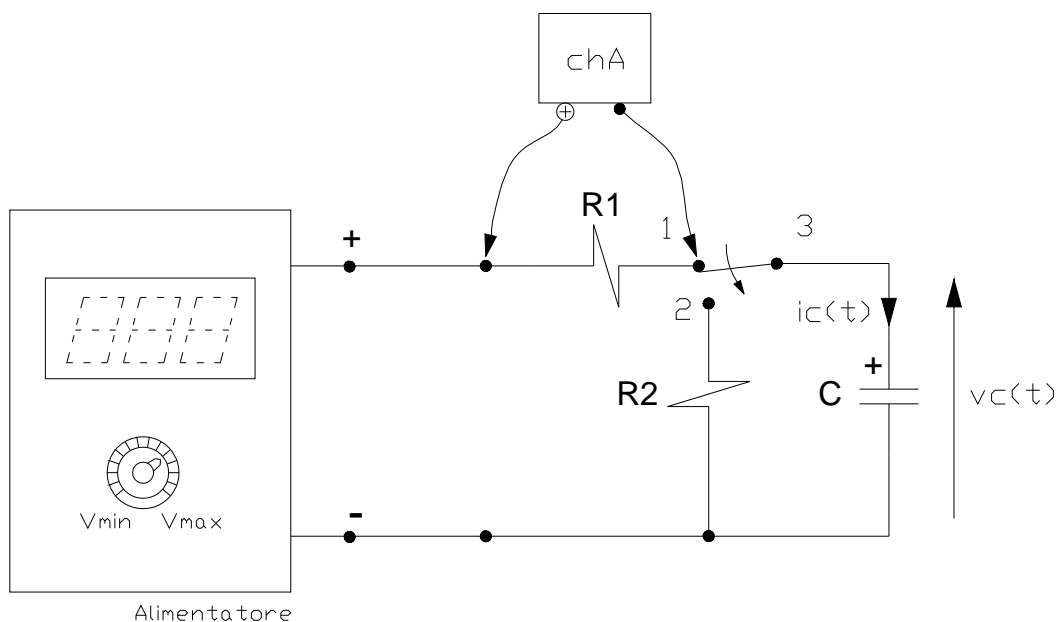 chA
R1
1
3
+
2
ic(t)
+
R2
C
vc(t)
Vmin Vmax
-
Alimentatore